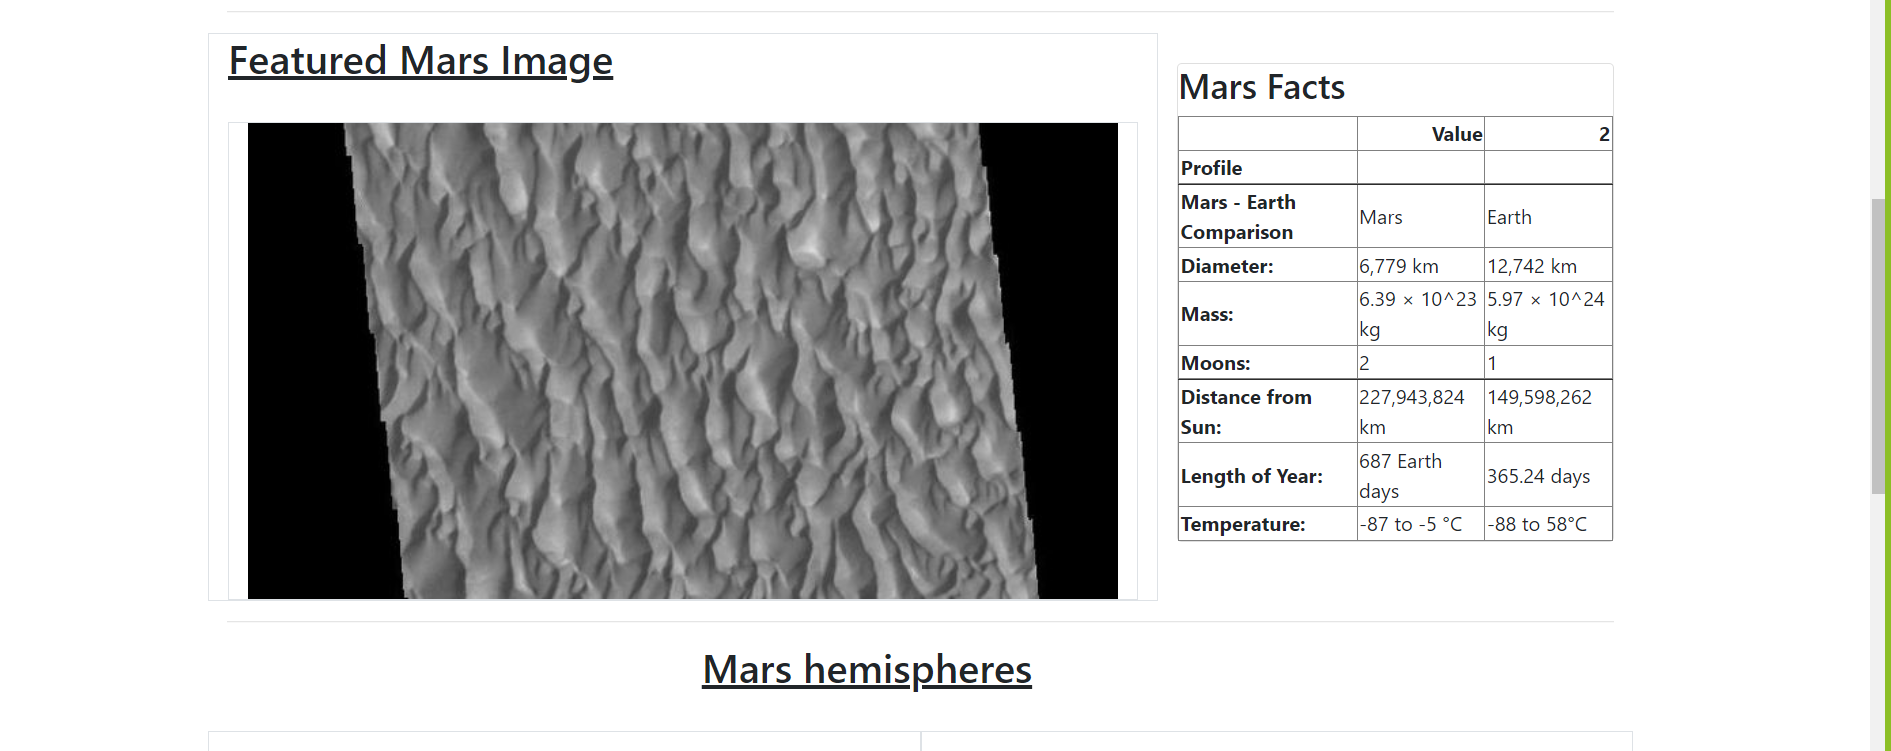 Featured Mars Image
Mars Facts
Value 2
Profile
Mars - Earth
Comparison
Mars
Earth
Diameter: 6,779 km 12,742 km
Mass:
6.39 × 10^23
kg
5.97 × 10^24
kg
Moons: 2 1
Distance from
Sun:
227,943,824
km
149,598,262
km
Length of Year:
687 Earth
days
365.24 days
Temperature: -87 to -5 °C -88 to 58°C
Mars hemispheres